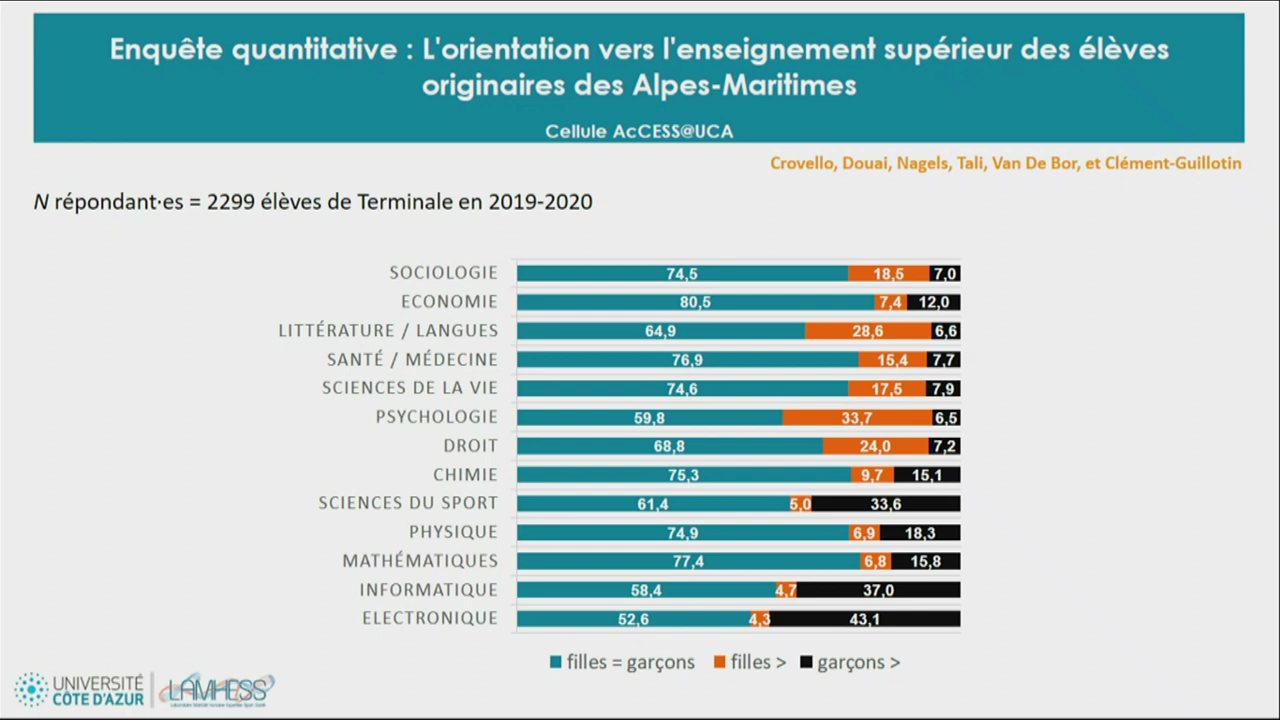 Enquête quantitative : L'orientation vers l'enseignement supérieur des élèves
originaires des Alpes-Maritimes
Cellule AcCESS@UCA
Crovello, Douai, Nagels, Tali, Van De Bor, et Clément-Guillotin
N répondant·es = 2299 élèves de Terminale en 2019-2020
SOCIOLOGIE 74,5 18,5 7,0
ECONOMIE 80,5 7,4 12,0
LITTÉRATURE / LANGUES 64,9 28,6 6,6
SANTÉ / MÉDECINE 76,9 15,4 7,7
SCIENCES DE LA VIE 74,6 17,5 7,9
PSYCHOLOGIE 59,8 33,7 6,5
DROIT 68,8 24,0 7,2
CHIMIE 75,3 9,7 15,1
SCIENCES DU SPORT 61,4 5,0 33,6
PHYSIQUE 74,9 6,9 18,3
MATHÉMATIQUES 77,4 6,8 15,8
INFORMATIQUE 58,4 4,7 37,0
ELECTRONIQUE 52,6 4,3 43,1
filles = garçons filles > garçons >
UNIVERSITÉ
CÔTE D'AZUR
LAMHESS